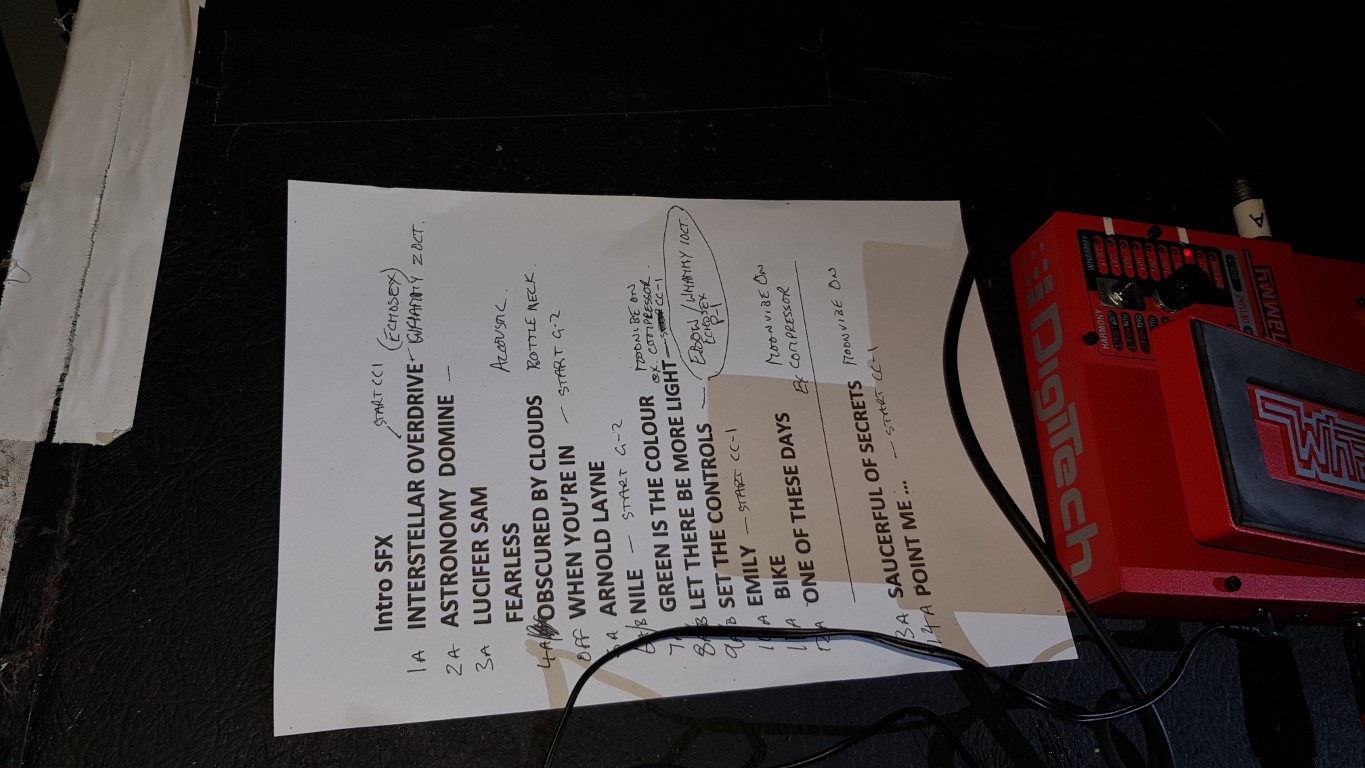 Intro SFX
START CC1
(ECHOSEX)
1A INTERSTELLAR OVERDRIVE - WHAMMY 2 OCT.
2A ASTRONOMY DOMINE —
3A LUCIFER SAM
FEARLESS ACOUSTIC.
OBSCURED BY CLOUDS BOTTLE NECK.
OFF WHEN YOU'RE IN — START G-2
ARNOLD LAYNE
NILE — START G-2
GREEN IS THE COLOUR MOONVIBE ON
COMPRESSOR.
LET THERE BE MORE LIGHT — CC-1
SET THE CONTROLS — EBOW / WHAMMY 1 OCT.
ECHOSEX
P-1
EMILY — START CC-1
BIKE MOONVIBE ON
COMPRESSOR
ONE OF THESE DAYS
SAUCERFUL OF SECRETS MOONVIBE ON
14A POINT ME ... — START CC-1
A
DigiTech
WHAMMY
HARMONY
DETUNE